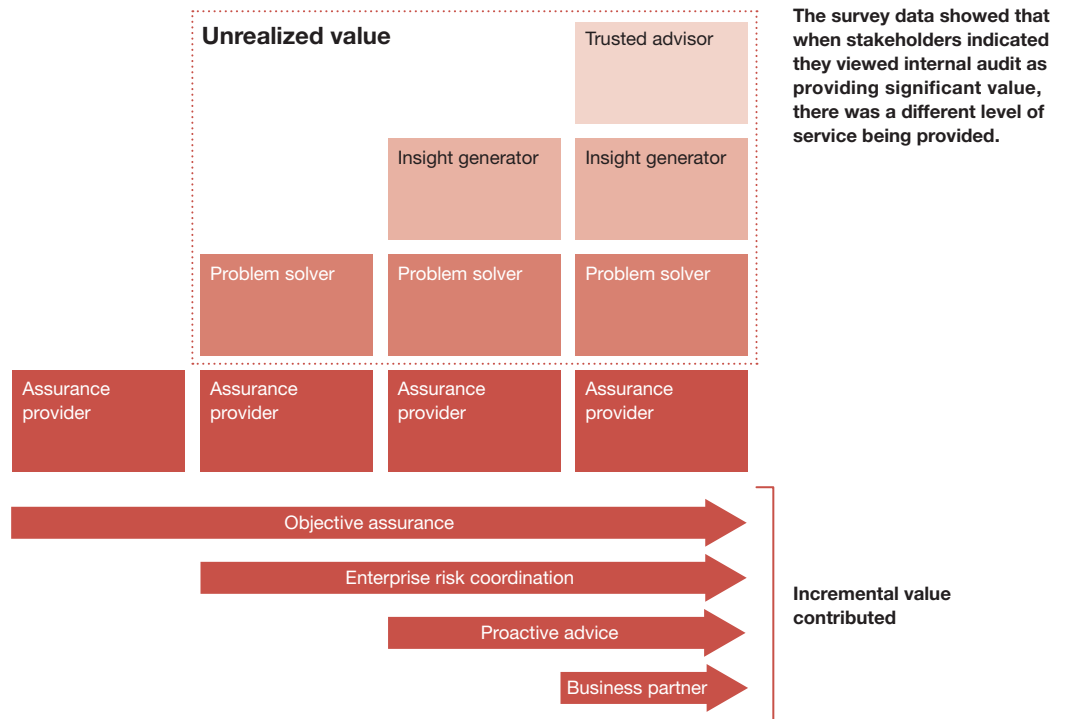 Unrealized value
Trusted advisor
The survey data showed that
when stakeholders indicated
they viewed internal audit as
providing significant value,
there was a different level of
service being provided.
Insight generator
Insight generator
Problem solver
Problem solver
Problem solver
Assurance
provider
Assurance
provider
Assurance
provider
Assurance
provider
Objective assurance
Enterprise risk coordination
Proactive advice
Business partner
Incremental value
contributed